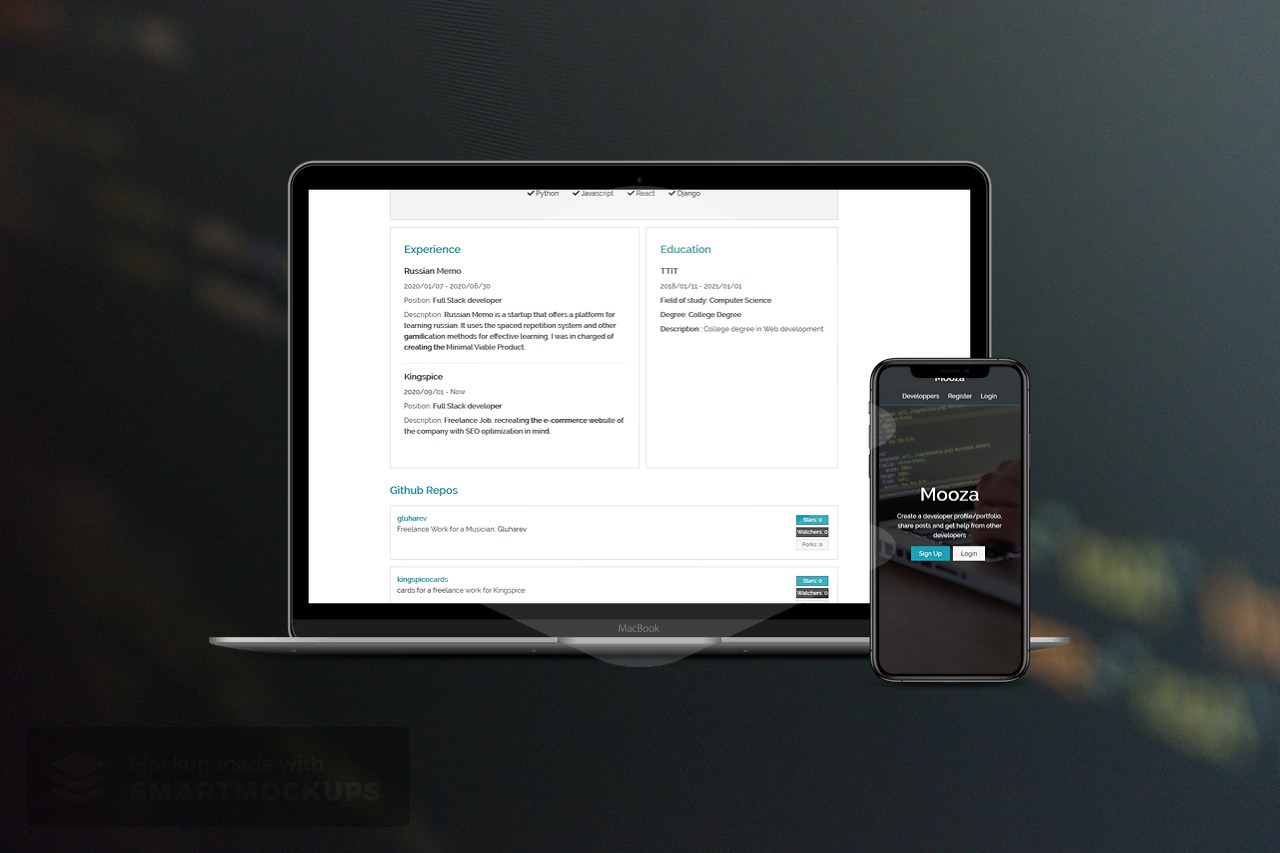 Python Javascript React Django
Experience
Russian Memo
2020/01/07 - 2020/06/30
Position: Full Stack developer
Description: Russian Memo is a startup that offers a platform for
learning russian. It uses the spaced repetition system and other
gamification methods for effective learning. I was in charged of
creating the Minimal Viable Product.
Kingspice
2020/09/01 - Now
Position: Full Stack developer
Description: Freelance Job. recreating the e-commerce website of
the company with SEO optimization in mind.
Education
TTIT
2018/01/11 - 2021/01/01
Field of study: Computer Science
Degree: College Degree
Description : College degree in Web development
Github Repos
gluharev
Freelance Work for a Musician: Gluharev
Stars: 0
Watchers: 0
Forks: 0
kingspicecards
cards for a freelance work for Kingspice
Stars: 0
Watchers: 0
MacBook
Mooza
Developpers Register Login
Mooza
Create a developer profile/portfolio,
share posts and get help from other
developers
Sign Up Login
Mockup made with
SMARTMOCKUPS